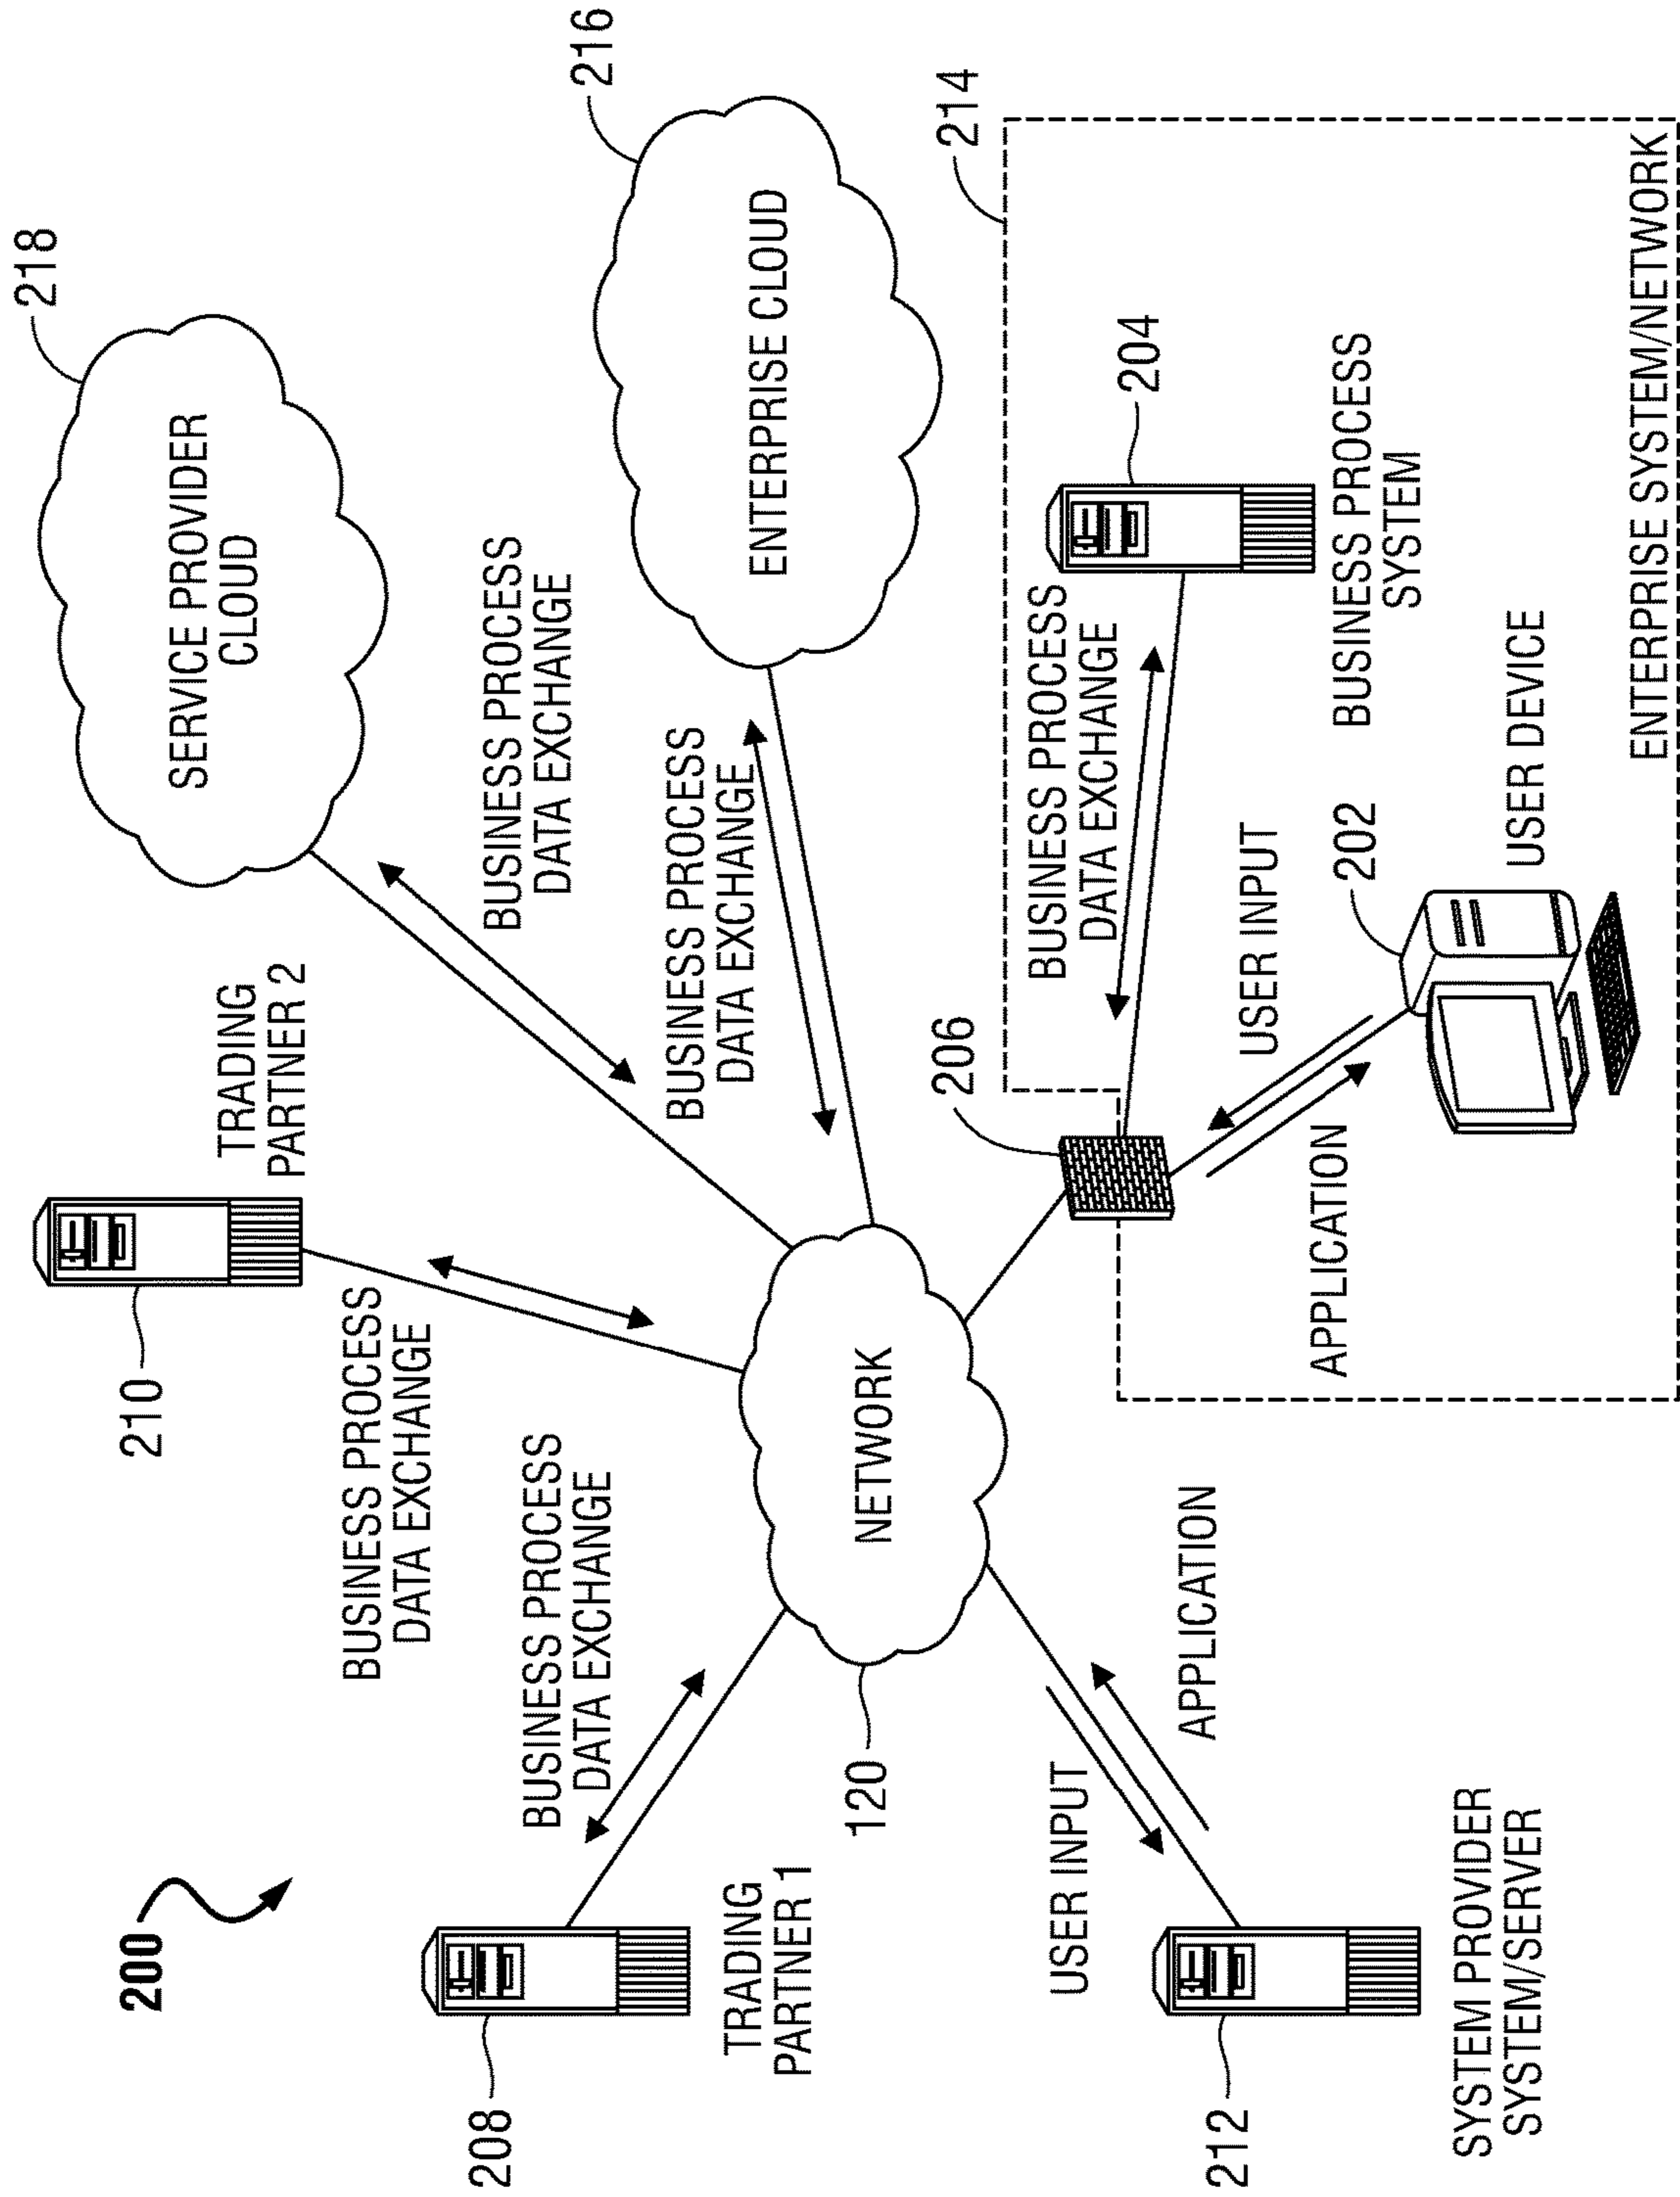 200
218
SERVICE PROVIDER
CLOUD
216
ENTERPRISE CLOUD
TRADING
PARTNER 2
210
BUSINESS PROCESS
DATA EXCHANGE
BUSINESS PROCESS
DATA EXCHANGE
BUSINESS PROCESS
DATA EXCHANGE
208
TRADING
PARTNER 1
BUSINESS PROCESS
DATA EXCHANGE
NETWORK
120
206
214
BUSINESS PROCESS
DATA EXCHANGE
204
BUSINESS PROCESS
SYSTEM
USER INPUT
APPLICATION
212
SYSTEM PROVIDER
SYSTEM/SERVER
USER INPUT
APPLICATION
202
USER DEVICE
ENTERPRISE SYSTEM/NETWORK